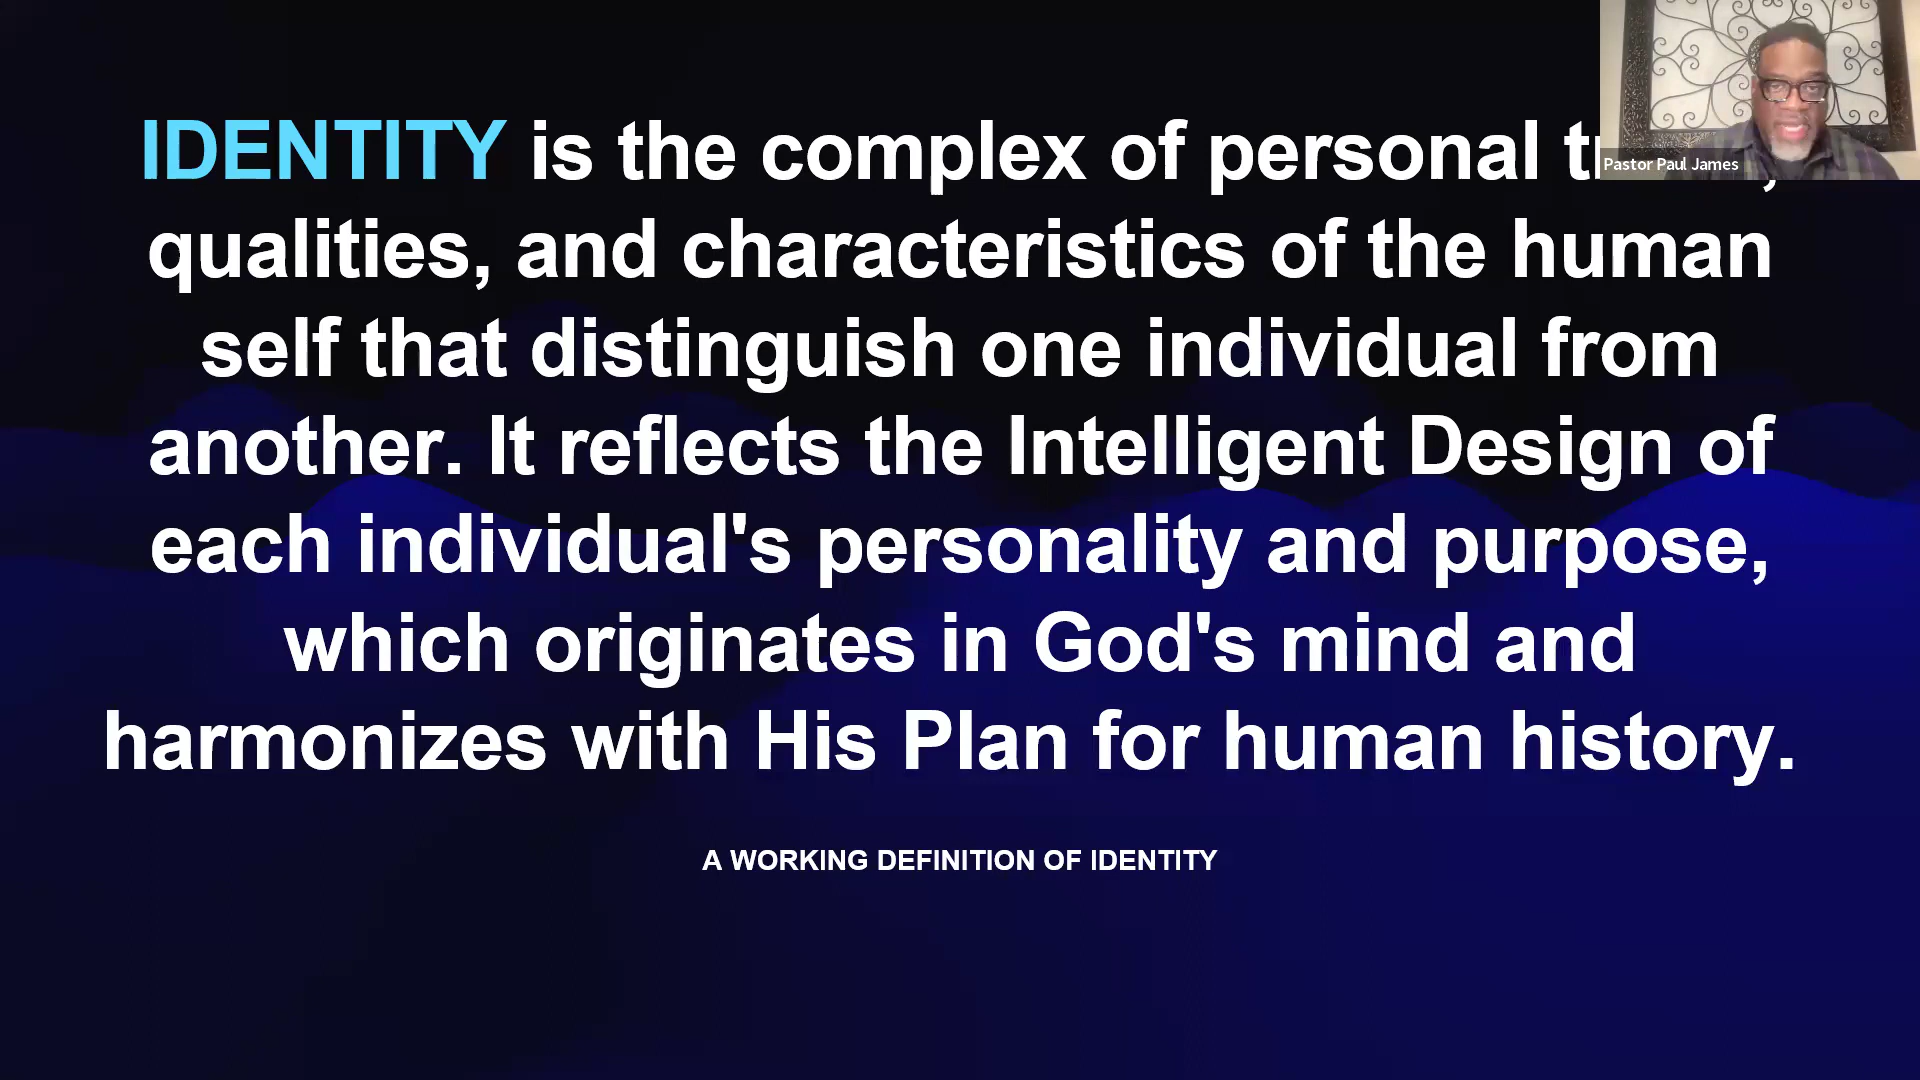 IDENTITY is the complex of personal
qualities, and characteristics of the human
self that distinguish one individual from
another. It reflects the Intelligent Design of
each individual's personality and purpose,
which originates in God's mind and
harmonizes with His Plan for human history.
A WORKING DEFINITION OF IDENTITY
Pastor Paul James